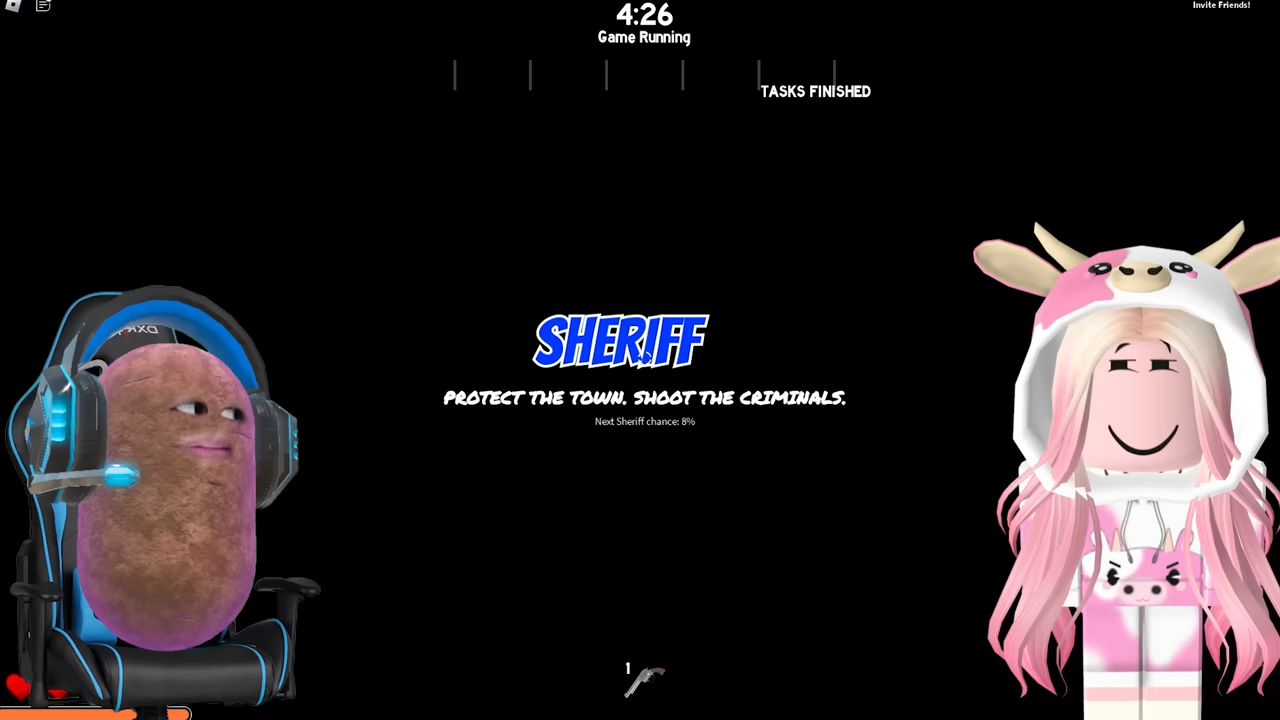 Invite Friends!
4:26
Game Running
TASKS FINISHED
SHERIFF
PROTECT THE TOWN. SHOOT THE CRIMINALS.
Next Sheriff chance: 8%
1